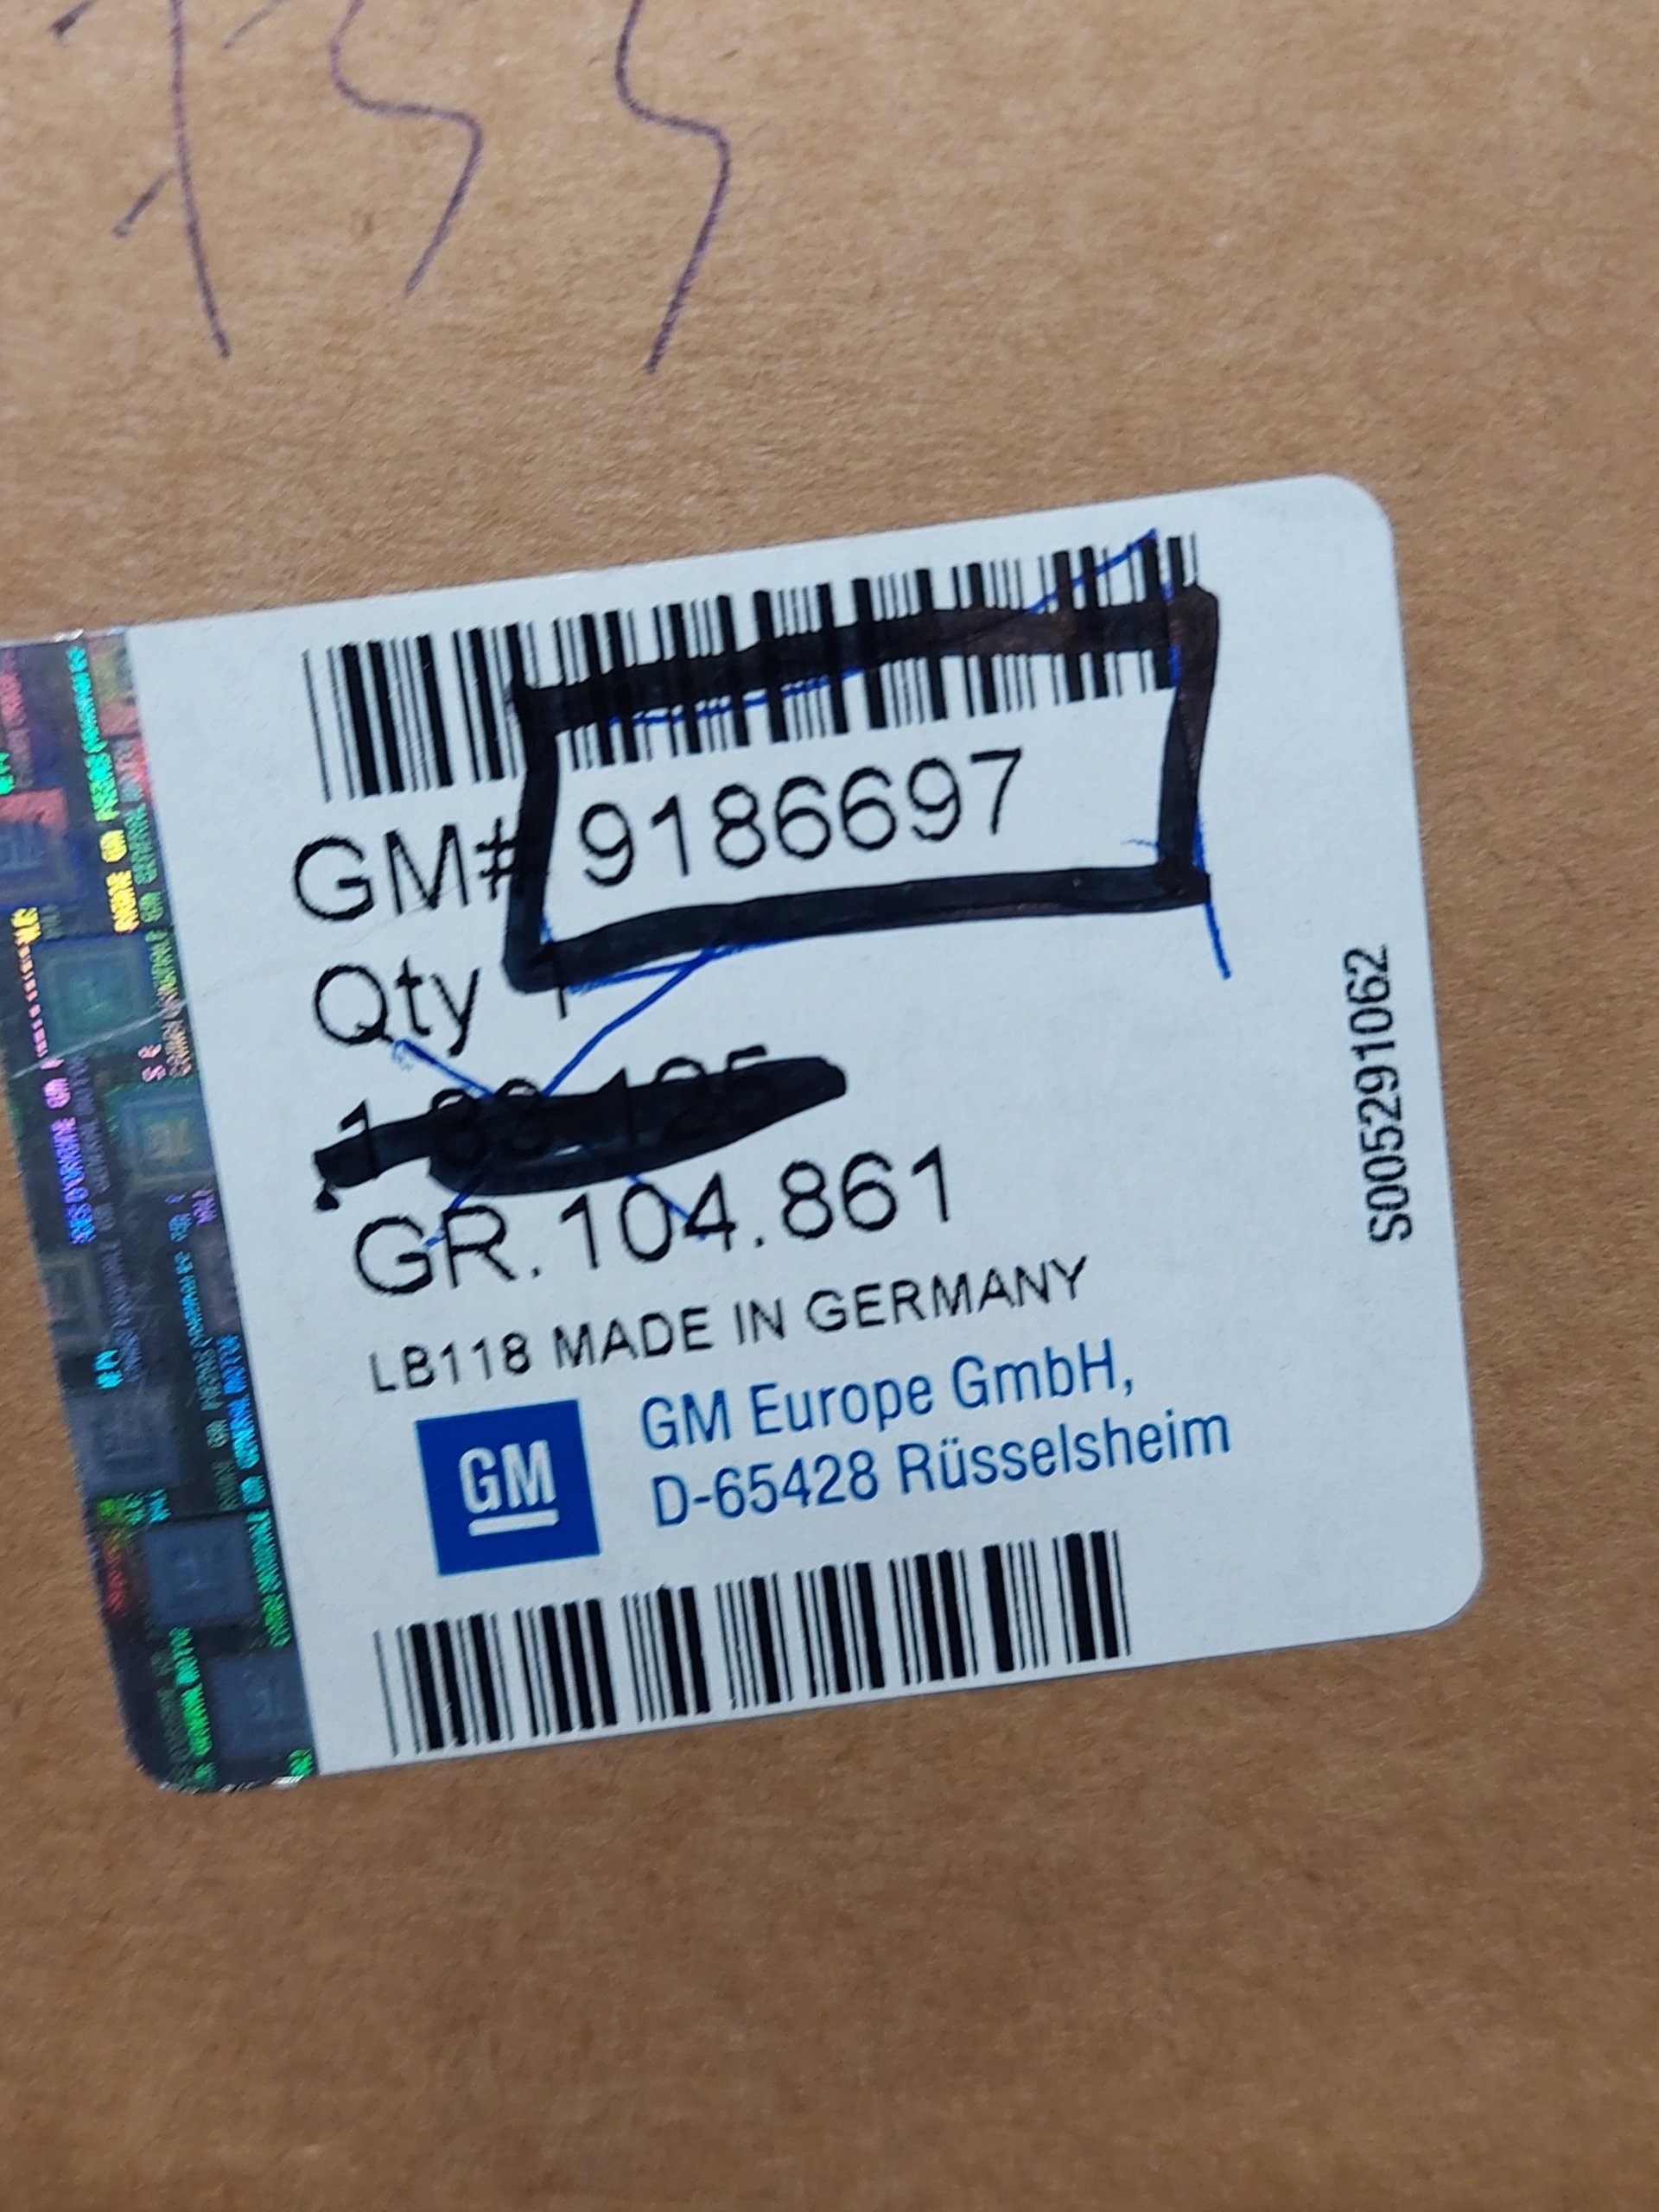 GM# 9186697
Qty 1
GR.104.861
LB118 MADE IN GERMANY
GM
GM Europe GmbH,
D-65428 Rüsselsheim
S005291062